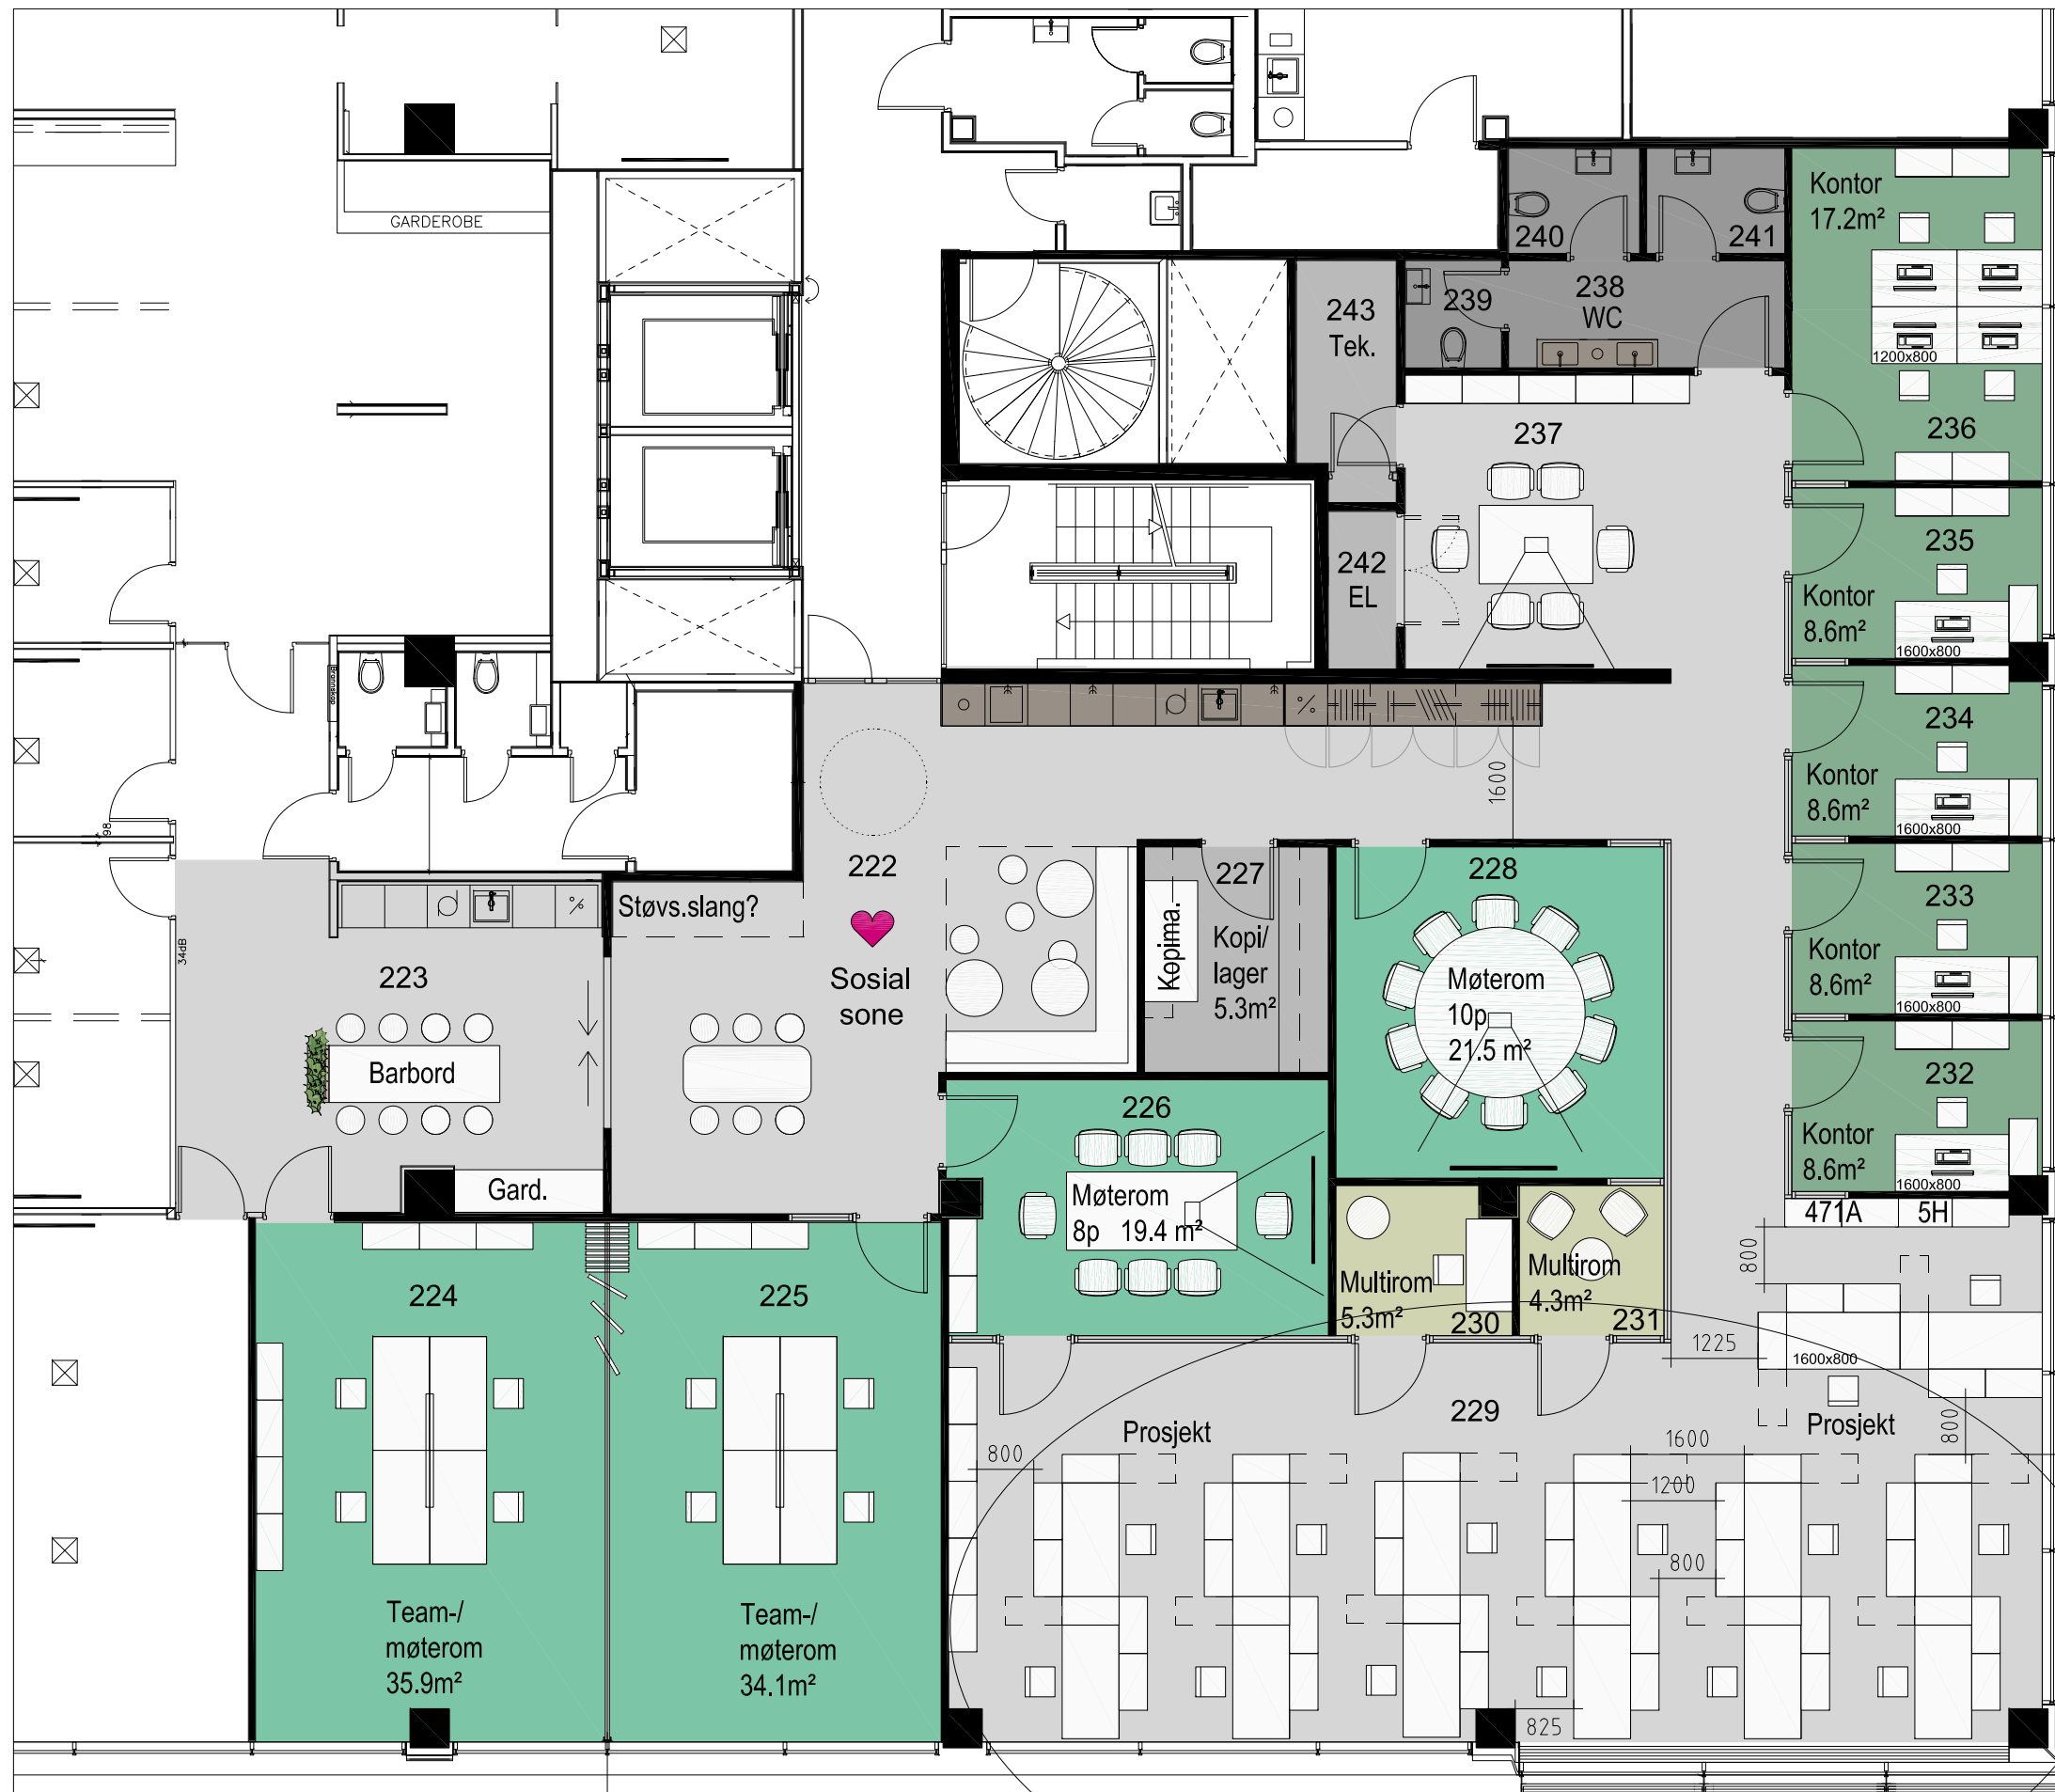 GARDEROBE
Kontor
17.2m²
240
241
239
238
WC
243
Tek.
1200x800
236
237
235
Kontor
8.6m²
1600x800
242
EL
Brannskap
234
Kontor
8.6m²
1600x800
1600
98
34dB
222
Støvs.slang?
Sosial
sone
227
Kopima.
Kopi/
lager
5.3m²
228
Møterom
10p
21.5 m²
233
Kontor
8.6m²
1600x800
223
Barbord
Gard.
232
Kontor
8.6m²
1600x800
226
Møterom
8p 19.4 m²
471A
5H
800
Multirom
5.3m²
230
Multirom
4.3m²
231
1225
1600x800
224
225
229
Prosjekt
Prosjekt
800
800
1600
1200
800
825
Team-/
møterom
35.9m²
Team-/
møterom
34.1m²